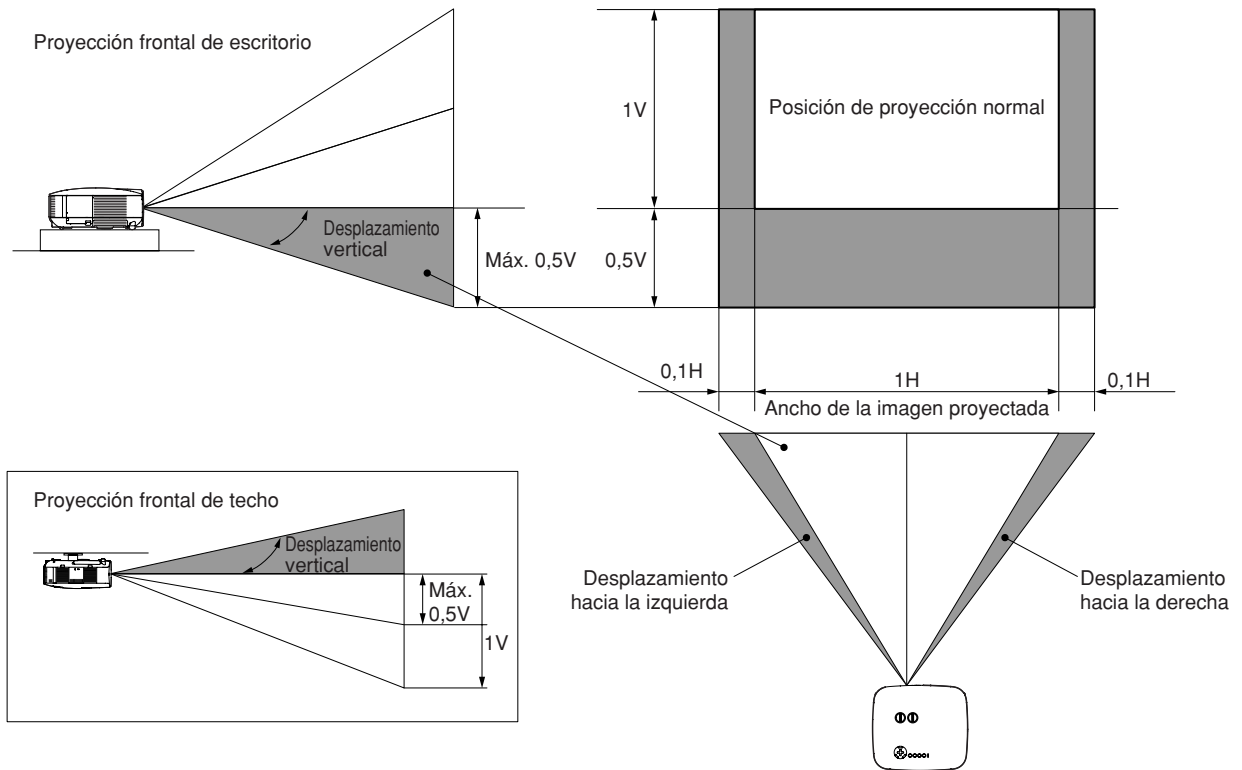 Proyección frontal de escritorio
1V
Posición de proyección normal
Desplazamiento
vertical
Máx. 0,5V
0,5V
0,1H
1H
0,1H
Ancho de la imagen proyectada
Proyección frontal de techo
Desplazamiento
vertical
Máx.
0,5V
1V
Desplazamiento
hacia la izquierda
Desplazamiento
hacia la derecha